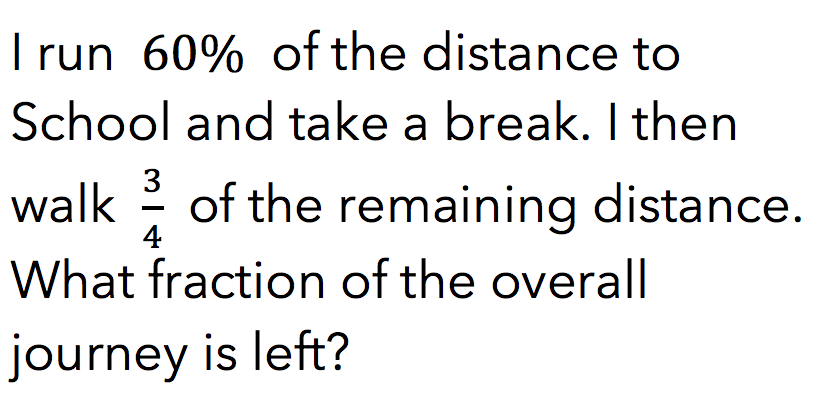 I run 60% of the distance to
School and take a break. I then
walk 3/4 of the remaining distance.
What fraction of the overall
journey is left?